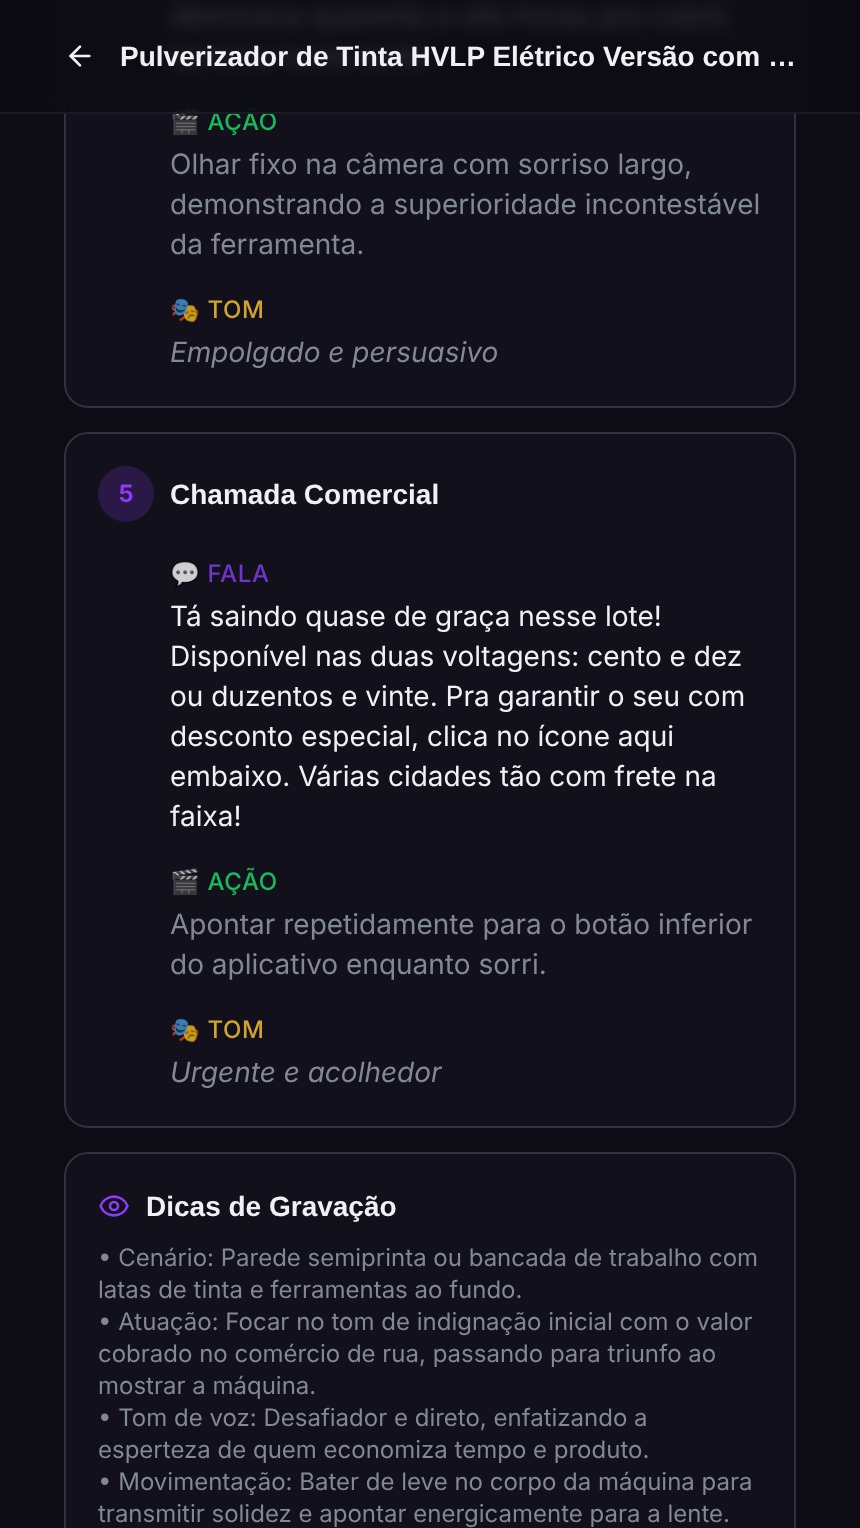 Pulverizador de Tinta HVLP Elétrico Versão com ...
AÇÃO
Olhar fixo na câmera com sorriso largo,
demonstrando a superioridade incontestável
da ferramenta.
TOM
Empolgado e persuasivo
5
Chamada Comercial
FALA
Tá saindo quase de graça nesse lote!
Disponível nas duas voltagens: cento e dez
ou duzentos e vinte. Pra garantir o seu com
desconto especial, clica no ícone aqui
embaixo. Várias cidades tão com frete na
faixa!
AÇÃO
Apontar repetidamente para o botão inferior
do aplicativo enquanto sorri.
TOM
Urgente e acolhedor
Dicas de Gravação
• Cenário: Parede semiprinta ou bancada de trabalho com
latas de tinta e ferramentas ao fundo.
• Atuação: Focar no tom de indignação inicial com o valor
cobrado no comércio de rua, passando para triunfo ao
mostrar a máquina.
• Tom de voz: Desafiador e direto, enfatizando a
esperteza de quem economiza tempo e produto.
• Movimentação: Bater de leve no corpo da máquina para
transmitir solidez e apontar energicamente para a lente.